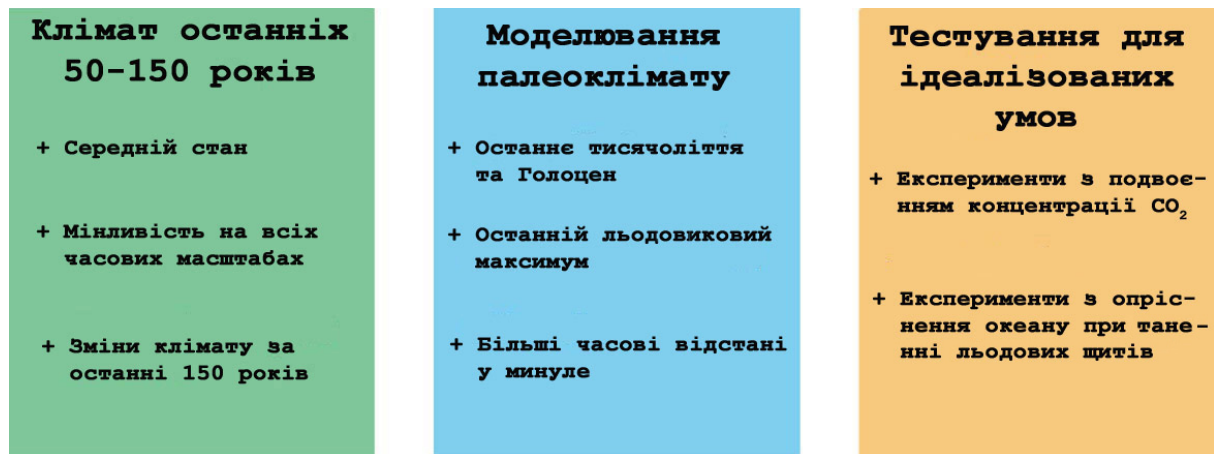 Клімат останніх
50-150 років
+ Середній стан
+ Мінливість на всіх
часових масштабах
+ Зміни клімату за
останні 150 років
Моделювання
палеоклімату
+ Останнє тисячоліття
та Голоцен
+ Останній льодовиковий
максимум
+ Більші часові відстані
у минуле
Тестування для
ідеалізованих
умов
+ Експерименти з подвоє-
нням концентрації CO₂
+ Експерименти з опріс-
нення океану при тане-
нні льодових щитів